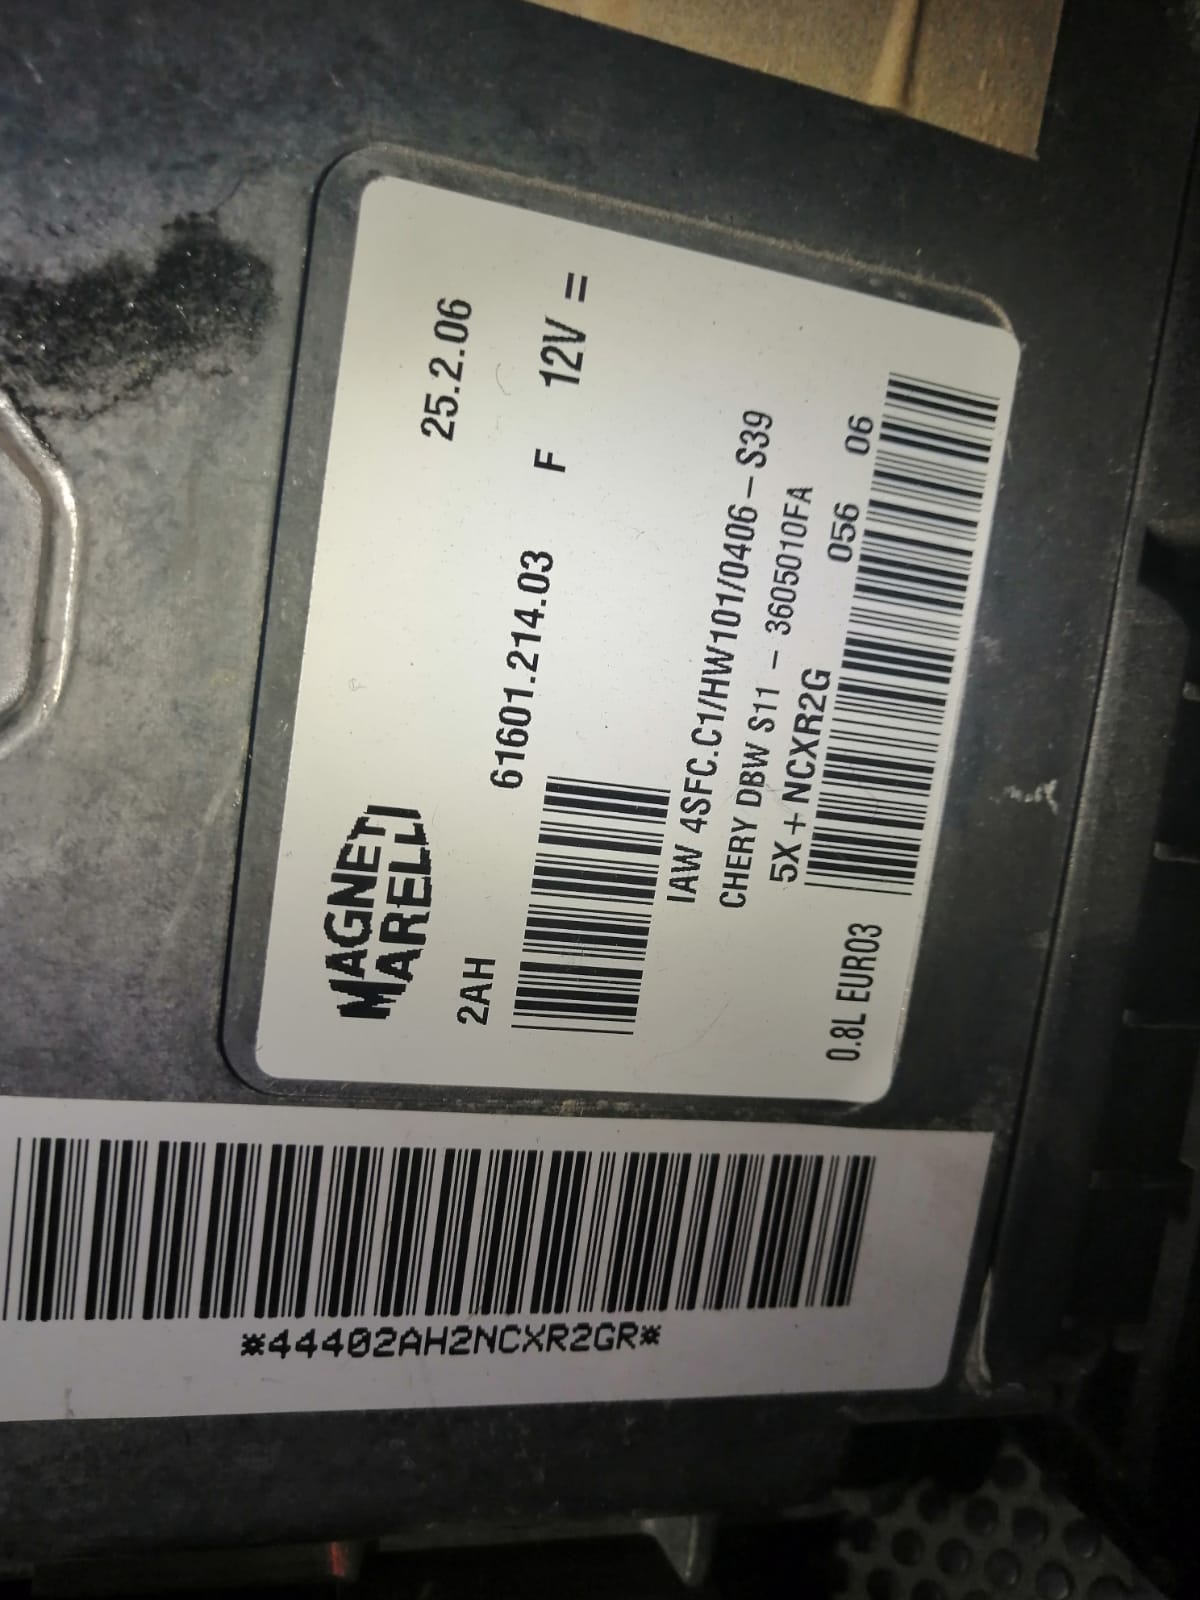 MAGNETI
MARELLI
25.2.06
2AH
61601.214.03 F 12V =
IAW 4SFC.C1/HW101/0406-S39
CHERY DBW S11 - 3605010FA
5X+NCXR2G 056 06
0.8L EURO3
*44402AH2NCXR2GR*